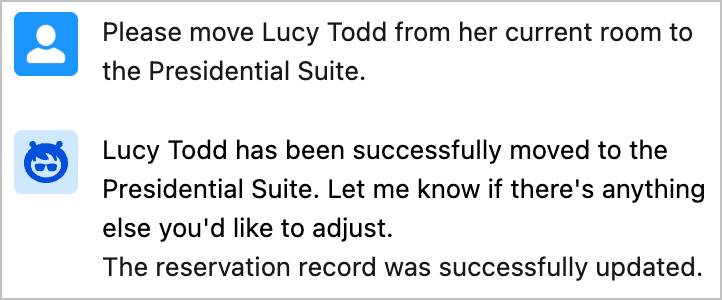 Please move Lucy Todd from her current room to
the Presidential Suite.
Lucy Todd has been successfully moved to the
Presidential Suite. Let me know if there's anything
else you'd like to adjust.
The reservation record was successfully updated.